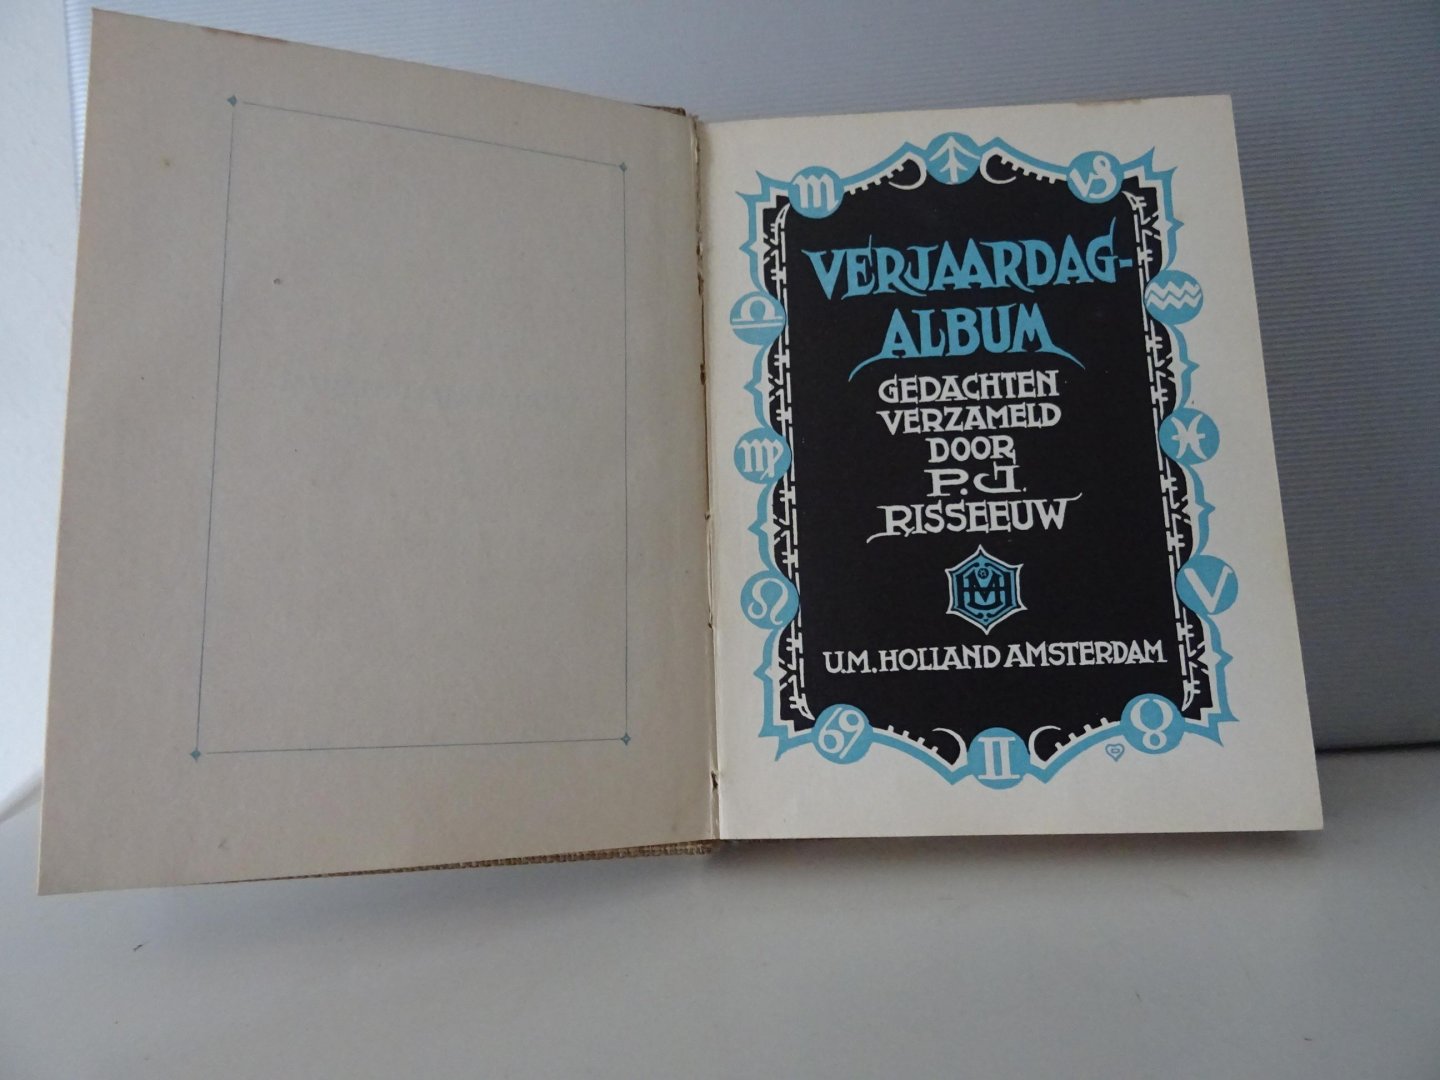 VERJAARDAG-
ALBUM
GEDACHTEN
VERZAMELD
DOOR
P.J.
RISSEEUW
U.M. HOLLAND AMSTERDAM